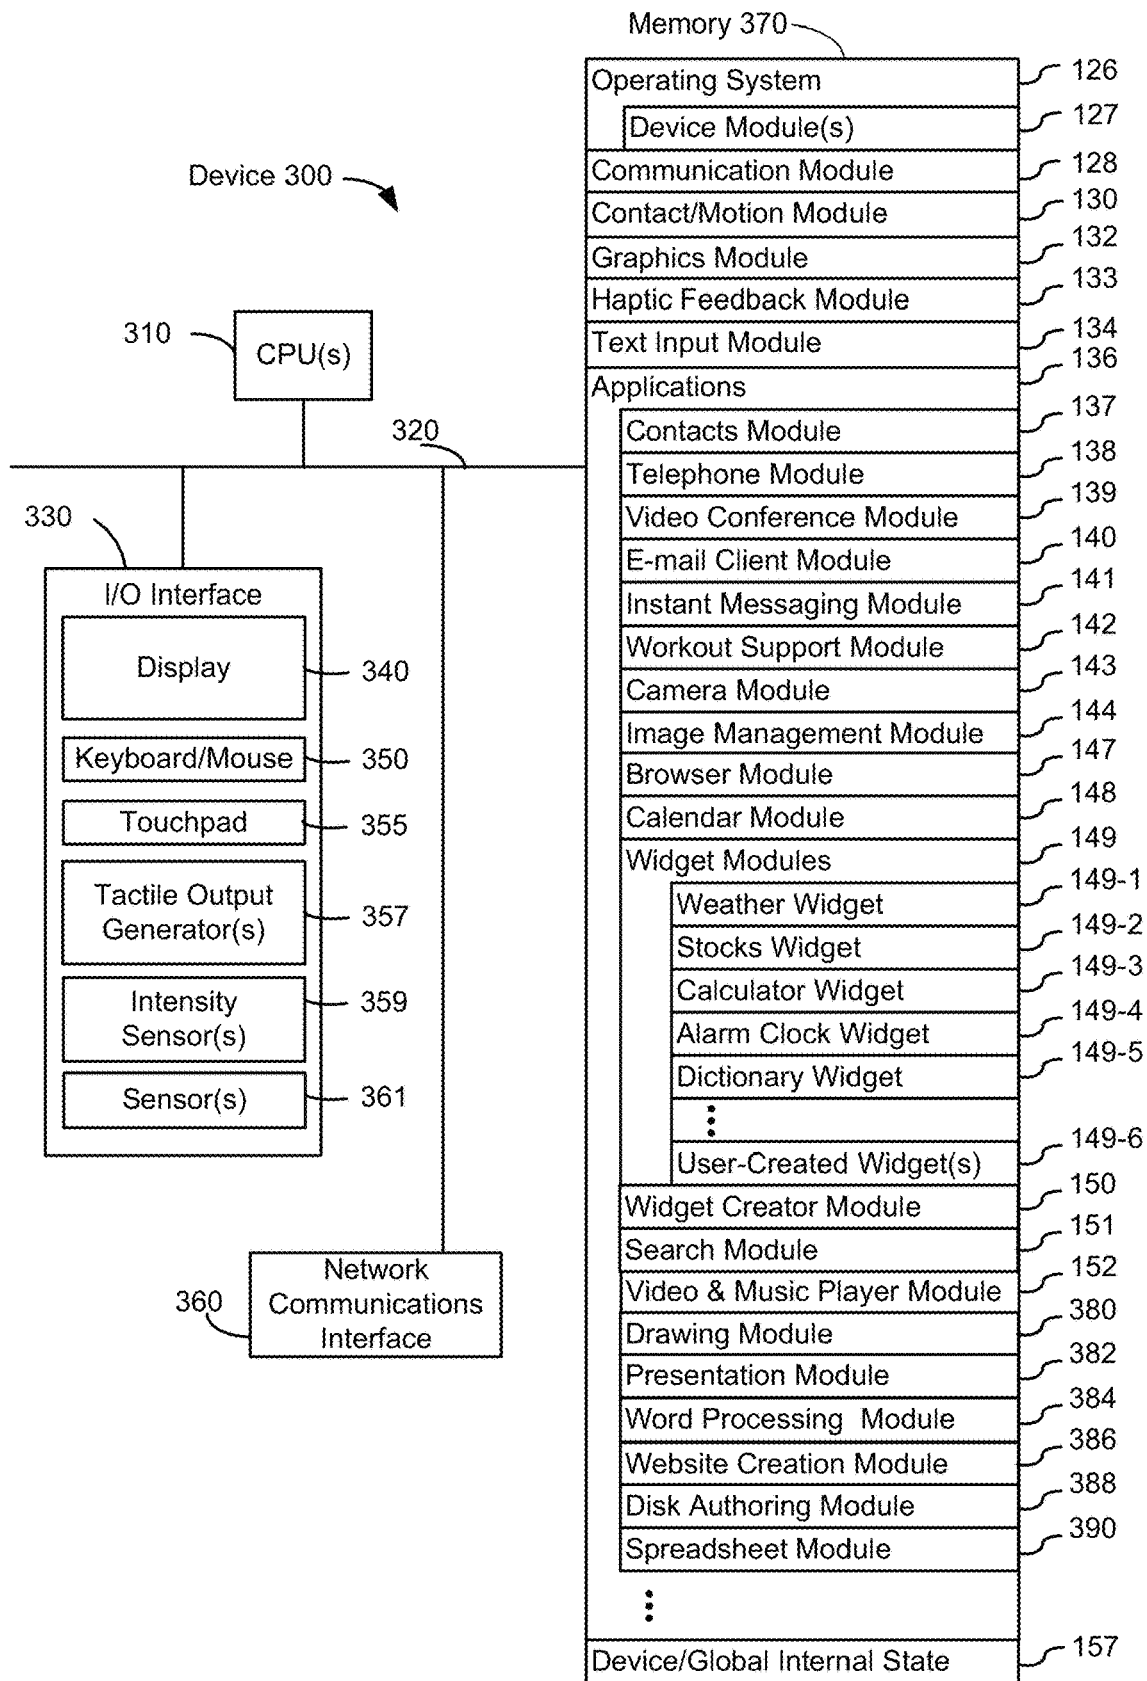 Memory 370
Operating System 126
Device Module(s) 127
Communication Module 128
Contact/Motion Module 130
Graphics Module 132
Haptic Feedback Module 133
Text Input Module 134
Applications 136
Contacts Module 137
Telephone Module 138
Video Conference Module 139
E-mail Client Module 140
Instant Messaging Module 141
Workout Support Module 142
Camera Module 143
Image Management Module 144
Browser Module 147
Calendar Module 148
Widget Modules 149
Weather Widget 149-1
Stocks Widget 149-2
Calculator Widget 149-3
Alarm Clock Widget 149-4
Dictionary Widget 149-5
User-Created Widget(s) 149-6
Widget Creator Module 150
Search Module 151
Video & Music Player Module 152
Drawing Module 380
Presentation Module 382
Word Processing Module 384
Website Creation Module 386
Disk Authoring Module 388
Spreadsheet Module 390
Device/Global Internal State 157
Device 300
310
CPU(s)
320
330
I/O Interface
Display 340
Keyboard/Mouse 350
Touchpad 355
Tactile Output
Generator(s) 357
Intensity
Sensor(s) 359
Sensor(s) 361
360
Network
Communications
Interface